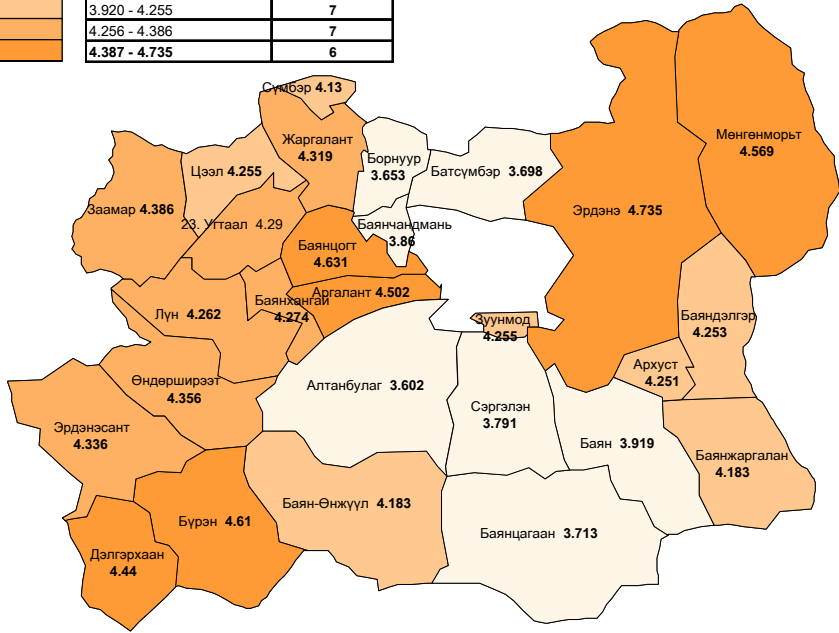 3.920 - 4.255 7
4.256 - 4.386 7
4.387 - 4.735 6
Сүмбэр 4.13
Жаргалант
4.319
Борнуур
3.653
Батсүмбэр 3.698
Мөнгөнморьт
4.569
Цээл 4.255
Заамар 4.386
23. Угтаал 4.29
Баянчандмань
3.86
Эрдэнэ 4.735
Баянцогт
4.631
Аргалант 4.502
Баянхангай
4.274
Лүн 4.262
Зуунмод
4.255
Баяндэлгэр
4.253
Архуст
4.251
Өндөрширээт
4.356
Алтанбулаг 3.602
Сэргэлэн
3.791
Эрдэнэсант
4.336
Баян 3.919
Баянжаргалан
4.183
Баян-Өнжүүл 4.183
Бүрэн 4.61
Баянцагаан 3.713
Дэлгэрхаан
4.44